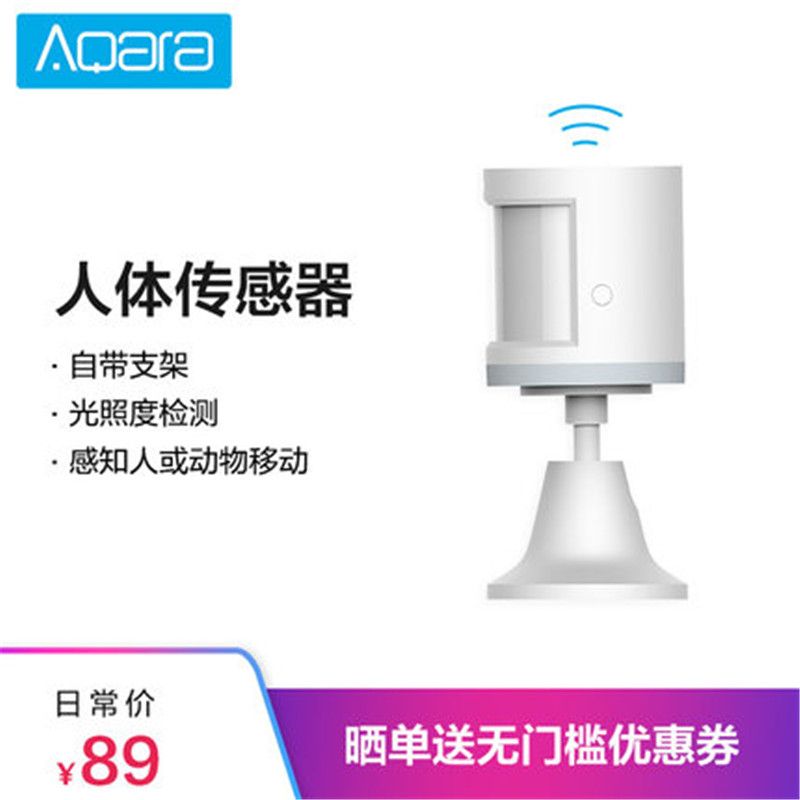 Aqara
人体传感器
· 自带支架
· 光照度检测
· 感知人或动物移动
日常价
¥89
晒单送无门槛优惠券